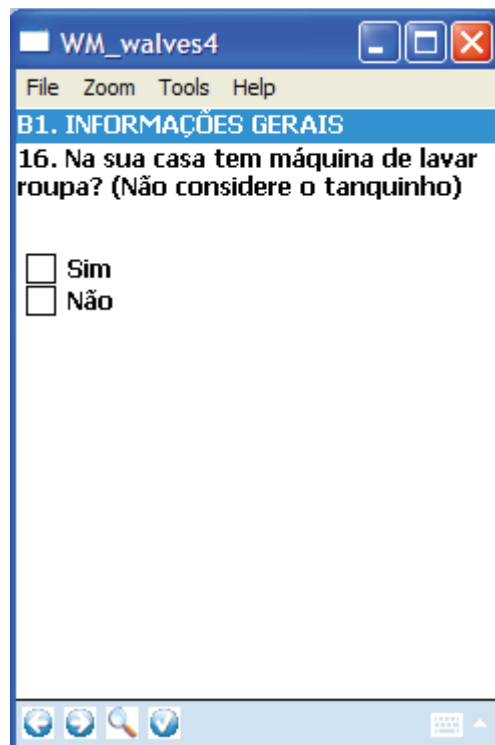 WM_walves4
File Zoom Tools Help
B1. INFORMAÇÕES GERAIS
16. Na sua casa tem máquina de lavar
roupa? (Não considere o tanquinho)
Sim
Não